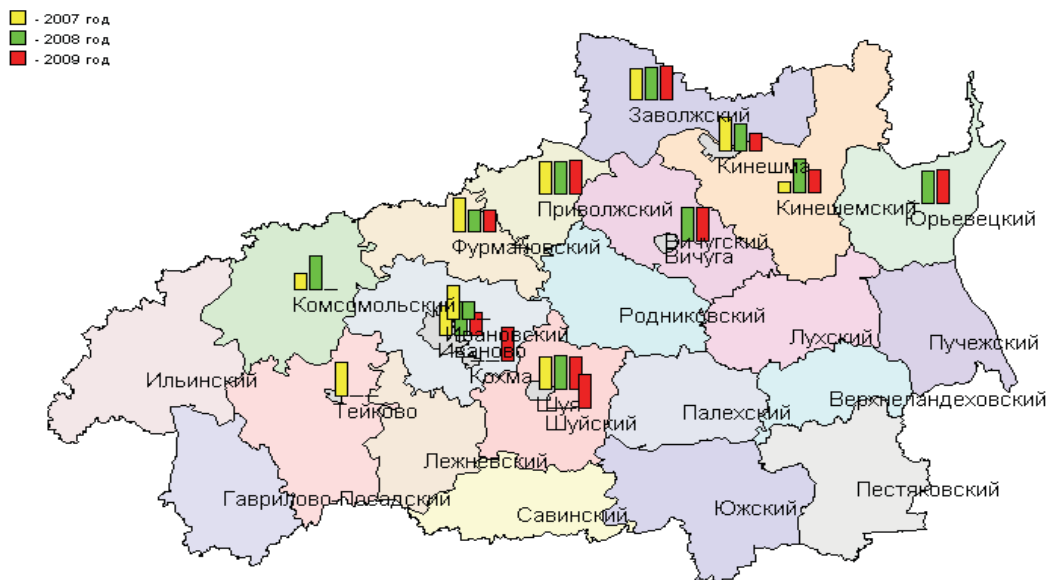 - 2007 год
- 2008 год
- 2009 год
Заволжский
Кинешма
Приволжский
Кинешемский
Юрьевецкий
Фурмановский
Вичугский
Вичуга
Комсомольский
Родниковский
Ивановский
Иваново
Лухский
Пучежский
Кохма
Ильинский
Тейково
Шуя
Шуйский
Палехский
Верхнеландеховский
Лежневский
Гаврилово-Посадский
Савинский
Южский
Пестяковский